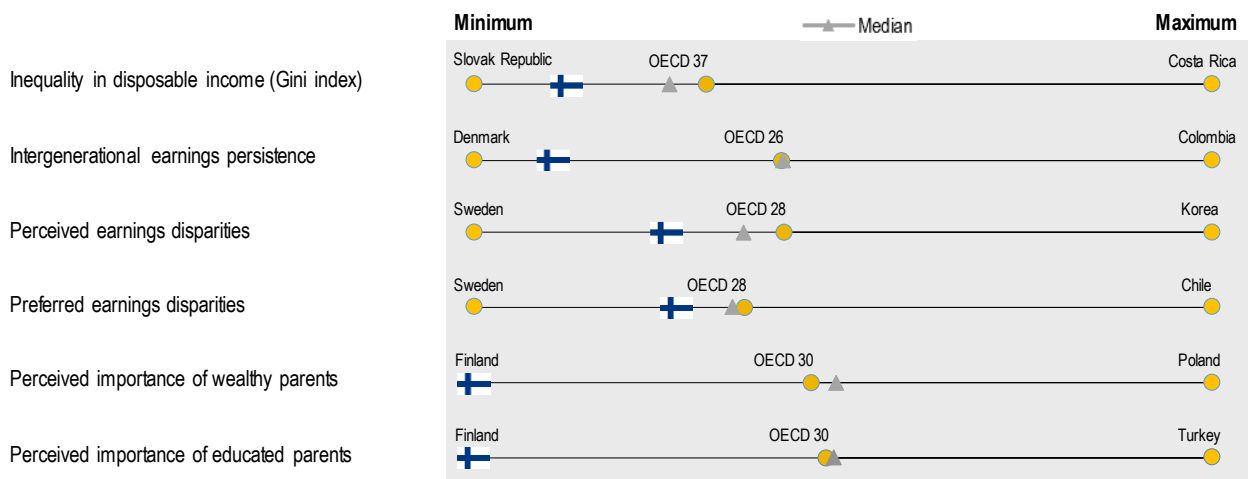 Minimum Median Maximum
Inequality in disposable income (Gini index) Slovak Republic OECD 37 Costa Rica
Intergenerational earnings persistence Denmark OECD 26 Colombia
Perceived earnings disparities Sweden OECD 28 Korea
Preferred earnings disparities Sweden OECD 28 Chile
Perceived importance of wealthy parents Finland OECD 30 Poland
Perceived importance of educated parents Finland OECD 30 Turkey